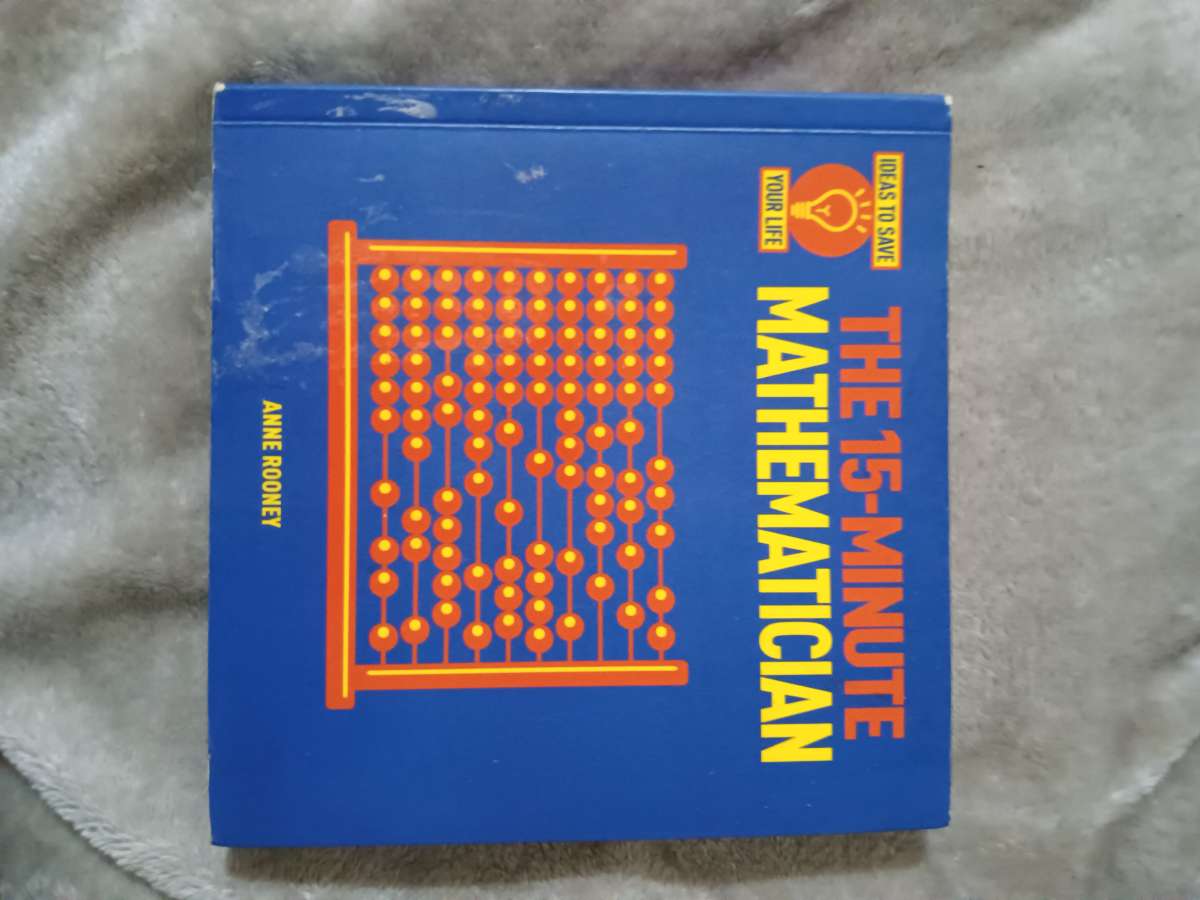 IDEAS TO SAVE
YOUR LIFE
THE 15-MINUTE
MATHEMATICIAN
ANNE ROONEY